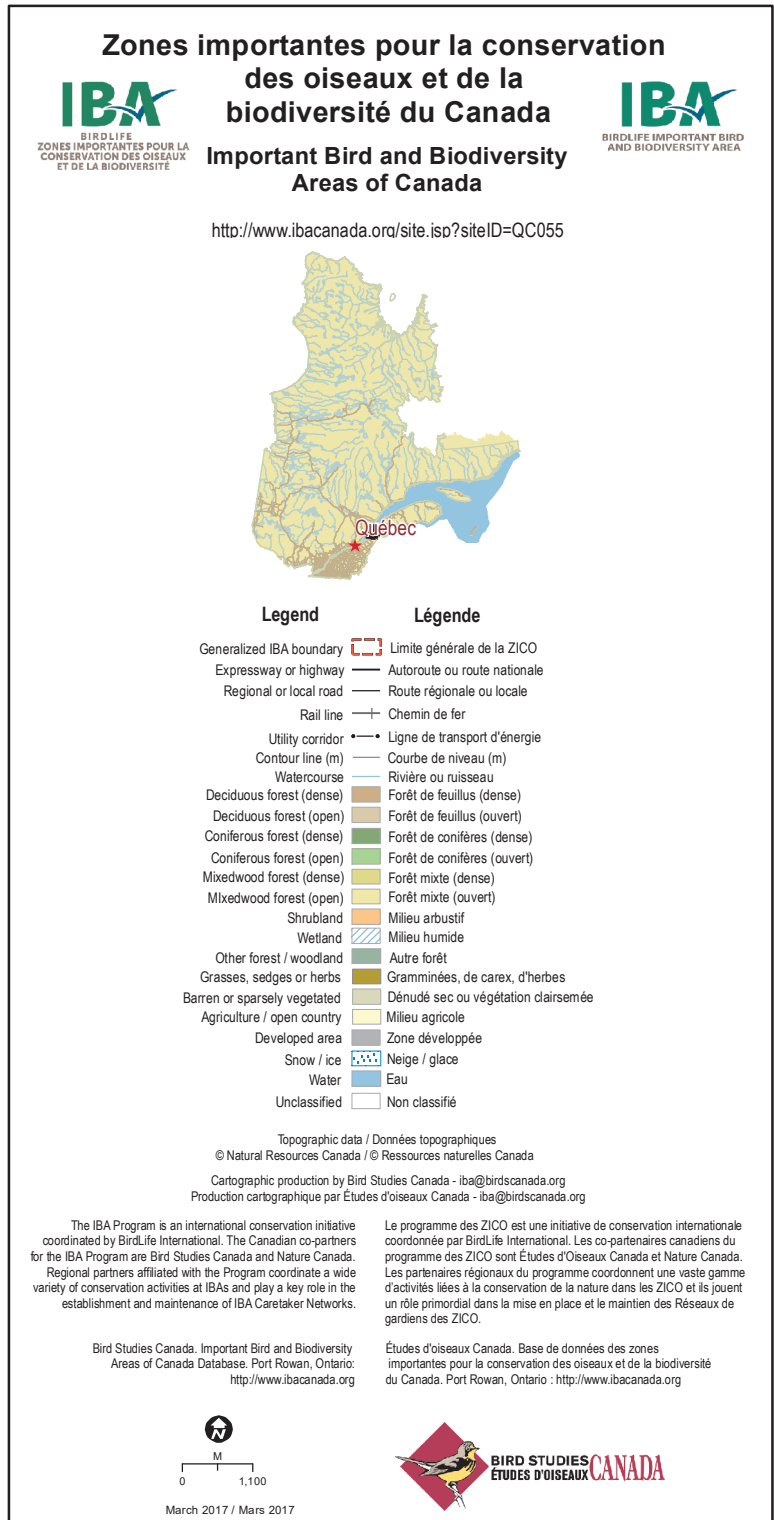 Zones importantes pour la conservation
des oiseaux et de la
biodiversité du Canada
IBA
BIRDLIFE
ZONES IMPORTANTES POUR LA
CONSERVATION DES OISEAUX
ET DE LA BIODIVERSITÉ
IBA
BIRDLIFE IMPORTANT BIRD
AND BIODIVERSITY AREA
Important Bird and Biodiversity
Areas of Canada
http://www.ibacanada.org/site.jsp?siteID=QC055
Québec
Legend Légende
Generalized IBA boundary Limite générale de la ZICO
Expressway or highway Autoroute ou route nationale
Regional or local road Route régionale ou locale
Rail line Chemin de fer
Utility corridor Ligne de transport d'énergie
Contour line (m) Courbe de niveau (m)
Watercourse Rivière ou ruisseau
Deciduous forest (dense) Forêt de feuillus (dense)
Deciduous forest (open) Forêt de feuillus (ouvert)
Coniferous forest (dense) Forêt de conifères (dense)
Coniferous forest (open) Forêt de conifères (ouvert)
Mixedwood forest (dense) Forêt mixte (dense)
MIxedwood forest (open) Forêt mixte (ouvert)
Shrubland Milieu arbustif
Wetland Milieu humide
Other forest / woodland Autre forêt
Grasses, sedges or herbs Gramminées, de carex, d'herbes
Barren or sparsely vegetated Dénudé sec ou végétation clairsemée
Agriculture / open country Milieu agricole
Developed area Zone développée
Snow / ice Neige / glace
Water Eau
Unclassified Non classifié
Topographic data / Données topographiques
© Natural Resources Canada / © Ressources naturelles Canada
Cartographic production by Bird Studies Canada - iba@birdscanada.org
Production cartographique par Études d'oiseaux Canada - iba@birdscanada.org
The IBA Program is an international conservation initiative
coordinated by BirdLife International. The Canadian co-partners
for the IBA Program are Bird Studies Canada and Nature Canada.
Regional partners affiliated with the Program coordinate a wide
variety of conservation activities at IBAs and play a key role in the
establishment and maintenance of IBA Caretaker Networks.
Le programme des ZICO est une initiative de conservation internationale
coordonnée par BirdLife International. Les co-partenaires canadiens du
programme des ZICO sont Études d'Oiseaux Canada et Nature Canada.
Les partenaires régionaux du programme coordonnent une vaste gamme
d'activités liées à la conservation de la nature dans les ZICO et ils jouent
un rôle primordial dans la mise en place et le maintien des Réseaux de
gardiens des ZICO.
Bird Studies Canada. Important Bird and Biodiversity
Areas of Canada Database. Port Rowan, Ontario:
http://www.ibacanada.org
Études d'oiseaux Canada. Base de données des zones
importantes pour la conservation des oiseaux et de la biodiversité
du Canada. Port Rowan, Ontario : http://www.ibacanada.org
N
M
0 1,100
March 2017 / Mars 2017
BIRD STUDIES
ÉTUDES D'OISEAUX CANADA